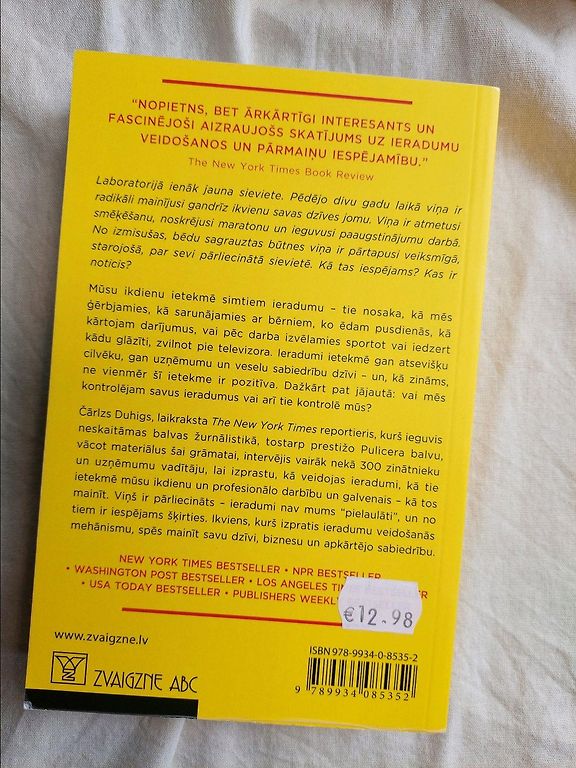 "NOPIETNS, BET ĀRKĀRTĪGI INTERESANTS UN
FASCINĒJOŠI AIZRAUJOŠS SKATĪJUMS UZ IERADUMU
VEIDOŠANOS UN PĀRMAIŅU IESPĒJAMĪBU."
The New York Times Book Review
Laboratorijā ienāk jauna sieviete. Pēdējo divu gadu laikā viņa ir
radikāli mainījusi gandrīz ikvienu savas dzīves jomu. Viņa ir atmetusi
smēķēšanu, noskrējusi maratonu un ieguvusi paaugstinājumu darbā.
No izmisušas, bēdu sagrauztas būtnes viņa ir pārtapusi veiksmīgā,
starojošā, par sevi pārliecinātā sievietē. Kā tas iespējams? Kas ir
noticis?
Mūsu ikdienu ietekmē simtiem ieradumu – tie nosaka, kā mēs
ģērbjamies, kā sarunājamies ar bērniem, ko ēdam pusdienās, kā
kārtojam darījumus, vai pēc darba izvēlamies sportot vai iedzert
kādu glāzīti, zvilņot pie televizora. Ieradumi ietekmē gan atsevišķu
cilvēku, gan uzņēmumu un veselu sabiedrību dzīvi – un, kā zināms,
ne vienmēr šī ietekme ir pozitīva. Dažkārt pat jājautā: vai mēs
kontrolējam savus ieradumus vai arī tie kontrolē mūs?
Čārlzs Duhigs, laikraksta The New York Times reportieris, kurš ieguvis
neskaitāmas balvas žurnālistikā, tostarp prestižo Pulicera balvu,
vācot materiālus šai grāmatai, intervējis vairāk nekā 300 zinātnieku
un uzņēmumu vadītāju, lai izprastu, kā veidojas ieradumi, kā tie
ietekmē mūsu ikdienu un profesionālo darbību un galvenais – kā tos
mainīt. Viņš ir pārliecināts – ieradumi nav mums "pielaulāti", un no
tiem ir iespējams šķirties. Ikviens, kurš izpratis ieradumu veidošanās
mehānismu, spēs mainīt savu dzīvi, biznesu un apkārtējo sabiedrību.
NEW YORK TIMES BESTSELLER • NPR BESTSELLER
• WASHINGTON POST BESTSELLER • LOS ANGELES
• USA TODAY BESTSELLER • PUBLISHERS WEEKLY
€12.98
www.zvaigzne.lv
ZVAIGZNE ABC
ISBN 978-9934-0-8535-2
9 789934 085352